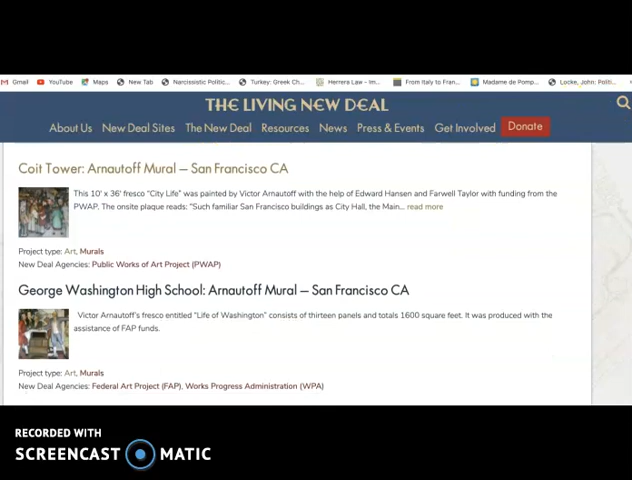 Gmail YouTube Maps New Tab Narcissistic Politic... Turkey: Greek Ch... Herrera Law - Im... From Italy to Fran... Madame de Pomp... Locke, John: Politi...
THE LIVING NEW DEAL
About Us New Deal Sites The New Deal Resources News Press & Events Get Involved Donate
Coit Tower: Arnautoff Mural – San Francisco CA
This 10' x 36' fresco “City Life” was painted by Victor Arnautoff with the help of Edward Hansen and Farwell Taylor with funding from the
PWAP. The onsite plaque reads: “Such familiar San Francisco buildings as City Hall, the Main... read more
Project type: Art, Murals
New Deal Agencies: Public Works of Art Project (PWAP)
George Washington High School: Arnautoff Mural – San Francisco CA
Victor Arnautoff’s fresco entitled “Life of Washington” consists of thirteen panels and totals 1600 square feet. It was produced with the
assistance of FAP funds.
Project type: Art, Murals
New Deal Agencies: Federal Art Project (FAP), Works Progress Administration (WPA)
RECORDED WITH
SCREENCAST MATIC